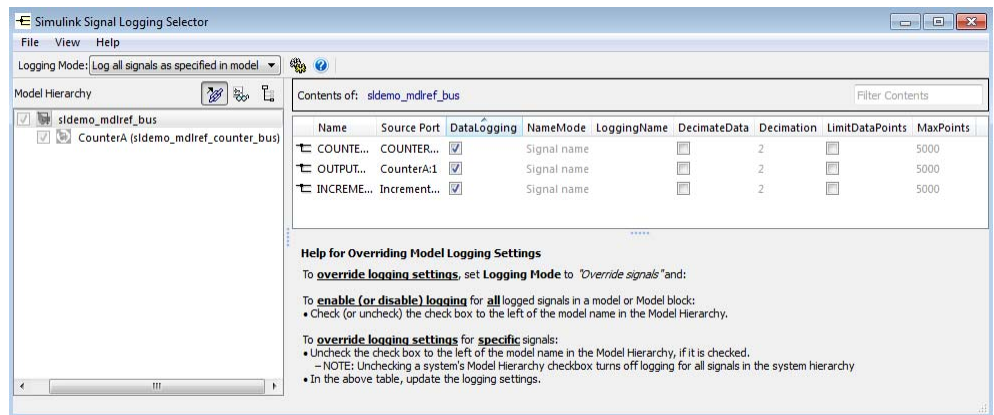 Simulink Signal Logging Selector
File View Help
Logging Mode: Log all signals as specified in model
Model Hierarchy
sldemo_mdlref_bus
CounterA (sldemo_mdlref_counter_bus)
Contents of: sldemo_mdlref_bus
Filter Contents
Name Source Port DataLogging NameMode LoggingName DecimateData Decimation LimitDataPoints MaxPoints
COUNTE... COUNTER... Signal name 2 5000
OUTPUT... CounterA:1 Signal name 2 5000
INCREME... Increment... Signal name 2 5000
Help for Overriding Model Logging Settings
To override logging settings, set Logging Mode to "Override signals" and:
To enable (or disable) logging for all logged signals in a model or Model block:
• Check (or uncheck) the check box to the left of the model name in the Model Hierarchy.
To override logging settings for specific signals:
• Uncheck the check box to the left of the model name in the Model Hierarchy, if it is checked.
– NOTE: Unchecking a system's Model Hierarchy checkbox turns off logging for all signals in the system hierarchy
• In the above table, update the logging settings.